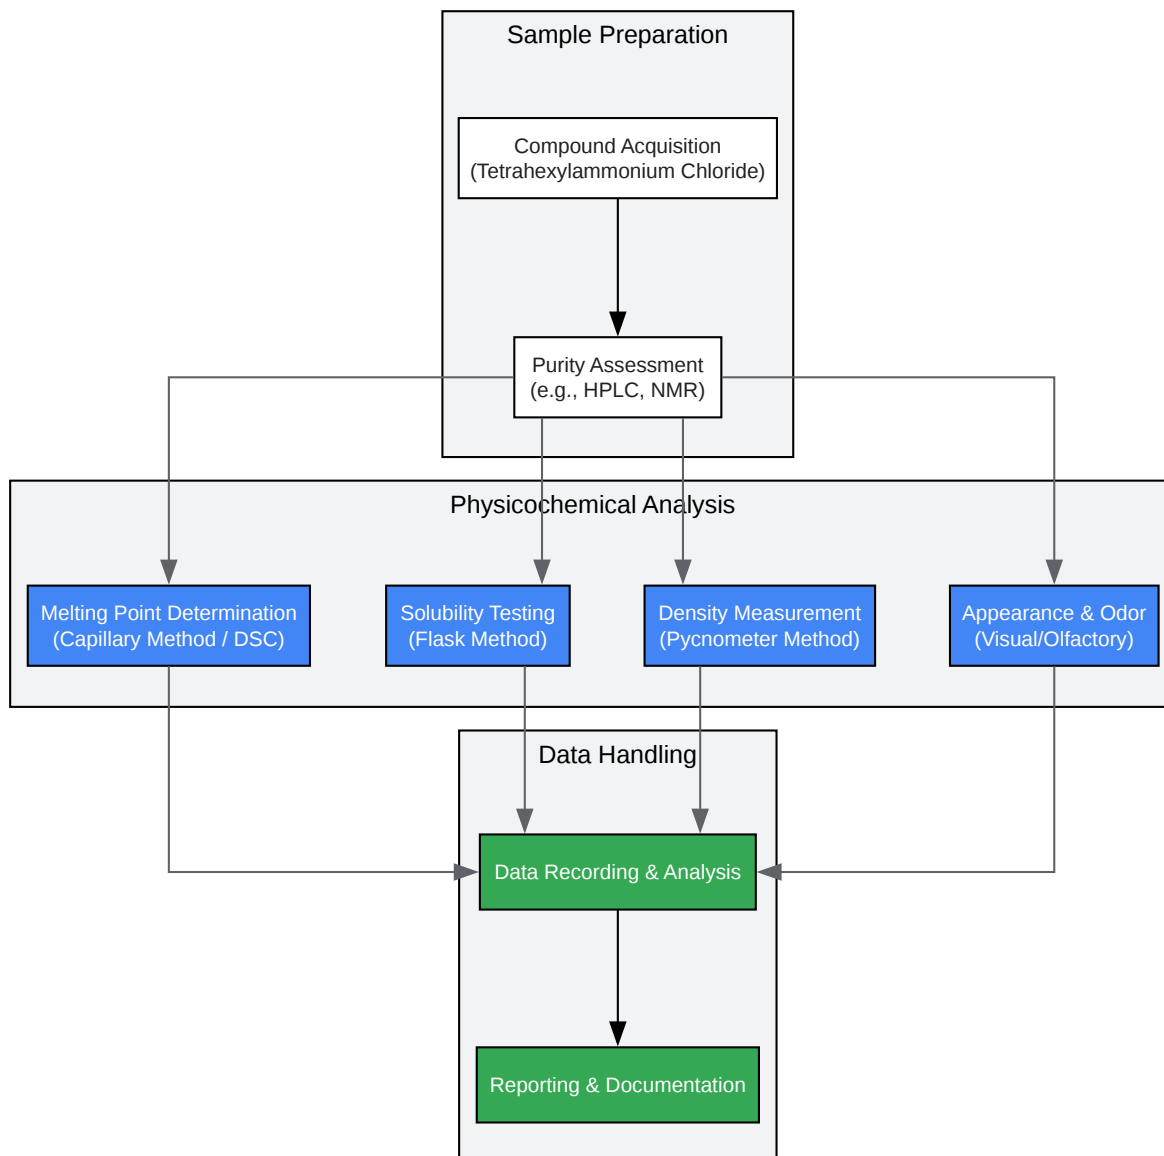 Sample Preparation
Compound Acquisition
(Tetrahexylammonium Chloride)
Purity Assessment
(e.g., HPLC, NMR)
Physicochemical Analysis
Melting Point Determination
(Capillary Method / DSC)
Solubility Testing
(Flask Method)
Density Measurement
(Pycnometer Method)
Appearance & Odor
(Visual/Olfactory)
Data Handling
Data Recording & Analysis
Reporting & Documentation